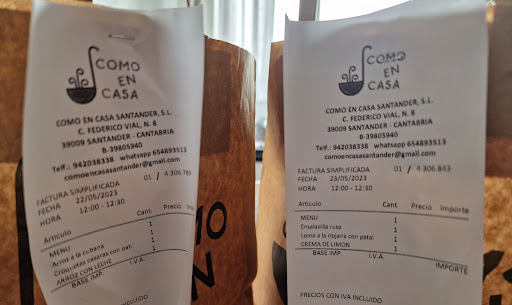 COMO
EN
CASA
COMO EN CASA SANTANDER, S.L.
C. FEDERICO VIAL, N. 8
39009 SANTANDER - CANTABRIA
B-39805940
Telf.: 942038338 whatsapp 654893513
comoencasasantander@gmail.com
FACTURA SIMPLIFICADA 01 / 4.306.786
FECHA 22/05/2023
HORA 12:00 - 12:30
Artículo Cant. Precio Importe
MENU 1
Arroz a la cubana 1
Croquetas casaras con pat. 1
ARROZ CON LECHE 1
BASE IMP. I.V.A.
INCLUIDO
COMO
EN
CASA
COMO EN CASA SANTANDER, S.L.
C. FEDERICO VIAL, N. 8
39009 SANTANDER - CANTABRIA
B-39805940
Telf.: 942038338 whatsapp 654893513
comoencasasantander@gmail.com
FACTURA SIMPLIFICADA 01 / 4.306.843
FECHA 23/05/2023
HORA 12:00 - 12:30
Artículo Cant. Precio Importe
MENU 1
Ensaladilla rusa 1
Lomo a la riojana con patat 1
CREMA DE LIMON 1
BASE IMP. I.V.A. IMPORTE
PRECIOS CON IVA INCLUIDO